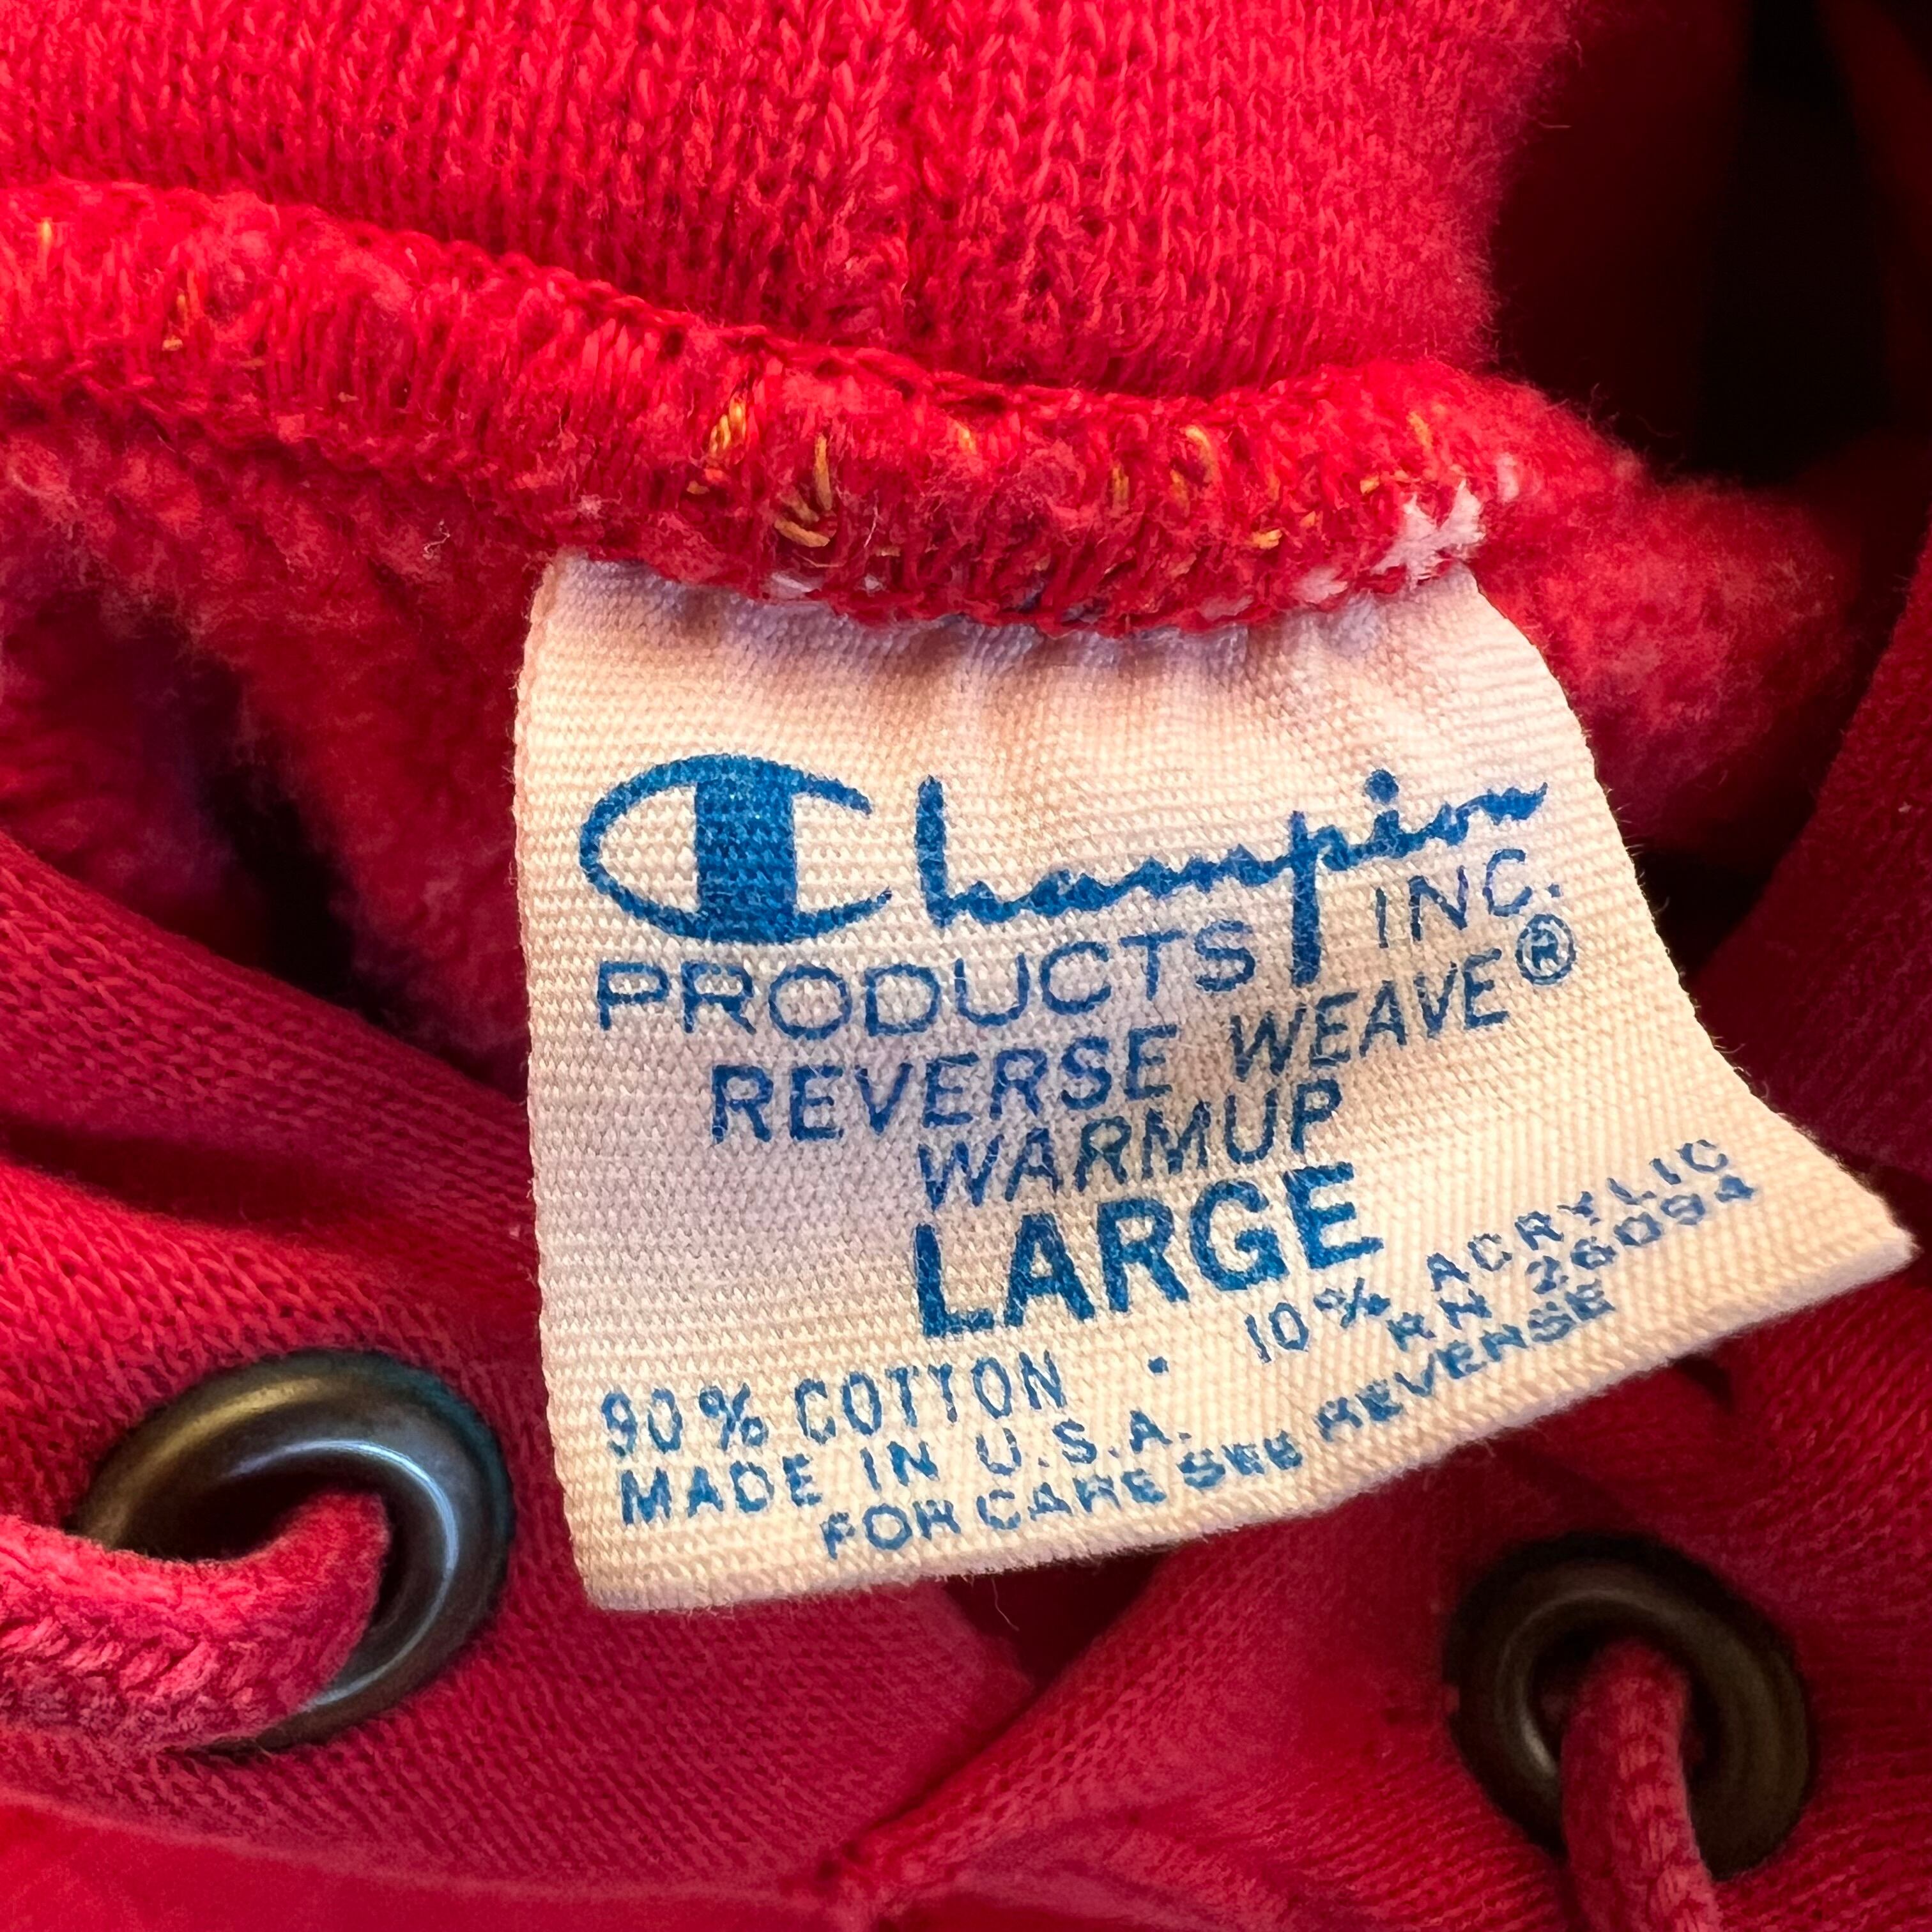 Champion
PRODUCTS INC.
REVERSE WEAVE®
WARMUP
LARGE
90% COTTON • 10% ACRYLIC
MADE IN U.S.A. RN 26094
FOR CARE SEE REVERSE